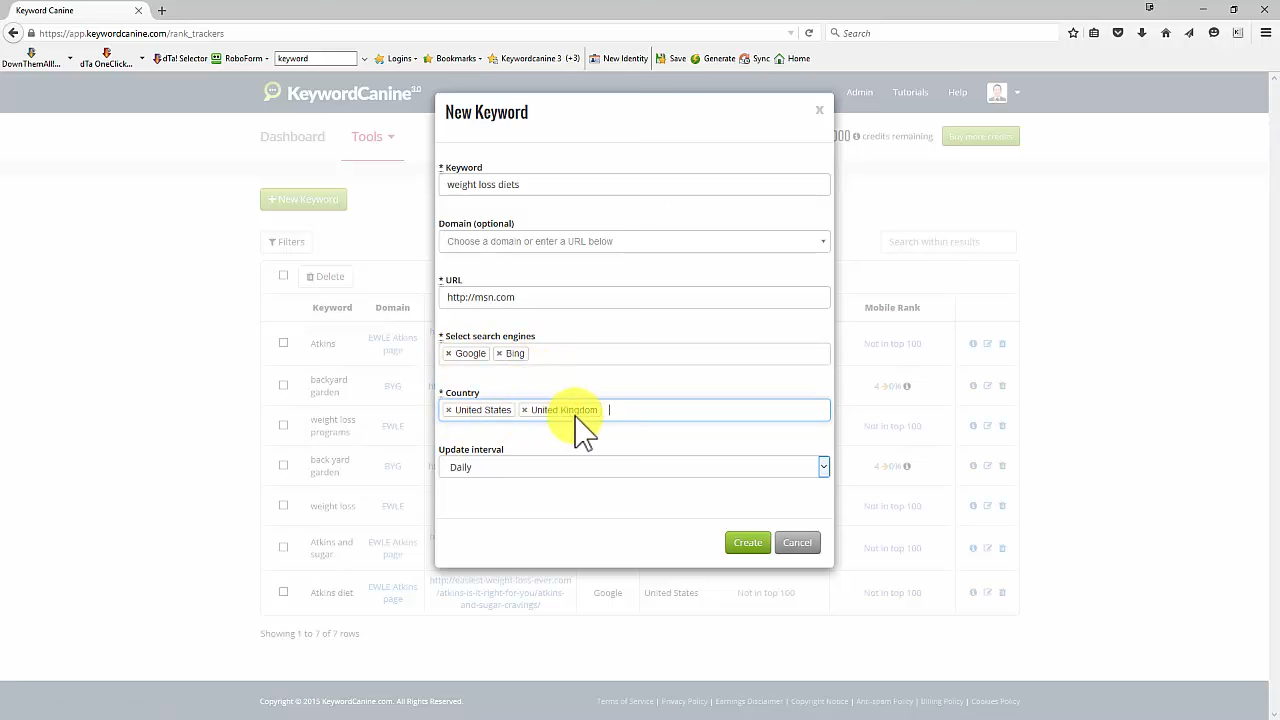 Keyword Canine
https://app.keywordcanine.com/rank_trackers
Search
DownThemAll!...
dTa OneClick...
dTa! Selector
RoboForm
keyword
Logins
Bookmarks
Keywordcanine 3 (+3)
New Identity
Save
Generate
Sync
Home
KeywordCanine 3.0
Admin
Tutorials
Help
Dashboard
Tools
credits remaining
Buy more credits
+ New Keyword
Filters
Search within results
Delete
New Keyword
x
* Keyword
weight loss diets
Domain (optional)
Choose a domain or enter a URL below
* URL
http://msn.com
* Select search engines
× Google × Bing
* Country
× United States × United Kingdom
Update interval
Daily
Create
Cancel
Keyword
Domain
Mobile Rank
Atkins
EWLE Atkins
page
Not in top 100
backyard
garden
BYG
4 0%
weight loss
programs
EWLE
Not in top 100
back yard
garden
BYG
4 0%
weight loss
EWLE
Not in top 100
Atkins and
sugar
EWLE Atkins
page
Not in top 100
Atkins diet
EWLE Atkins
page
http://easiest-weight-loss-ever.com
/atkins-is-it-right-for-you/atkins-
and-sugar-cravings/
Google
United States
Not in top 100
Not in top 100
Showing 1 to 7 of 7 rows
Copyright © 2015 KeywordCanine.com. All Rights Reserved.
Terms of Service | Privacy Policy | Earnings Disclaimer | Copyright Notice | Anti-spam Policy | Billing Policy | Cookies Policy